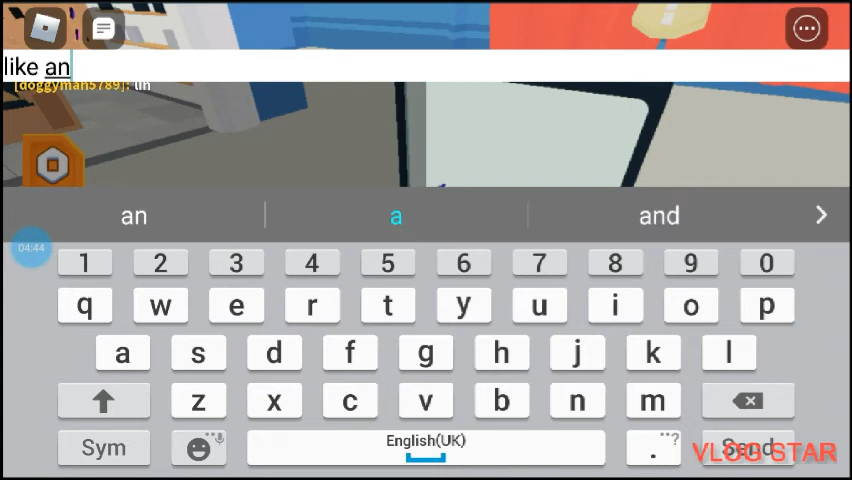 like an
[doggyman5789]: lih
an a and
04:44
1 2 3 4 5 6 7 8 9 0
q w e r t y u i o p
a s d f g h j k l
z x c v b n m
Sym English(UK) . ? Send
VLOG STAR